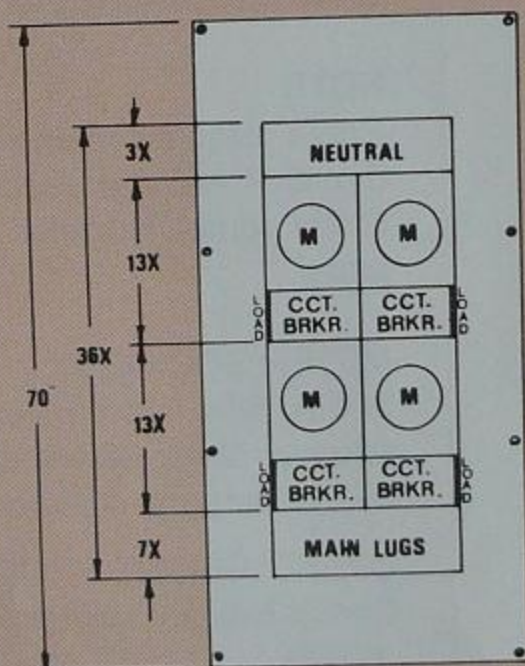 3X
NEUTRAL
M M
13X
LOAD CCT. BRKR. CCT. BRKR. LOAD
36X
70"
M M
13X
LOAD CCT. BRKR. CCT. BRKR. LOAD
7X
MAIN LUGS